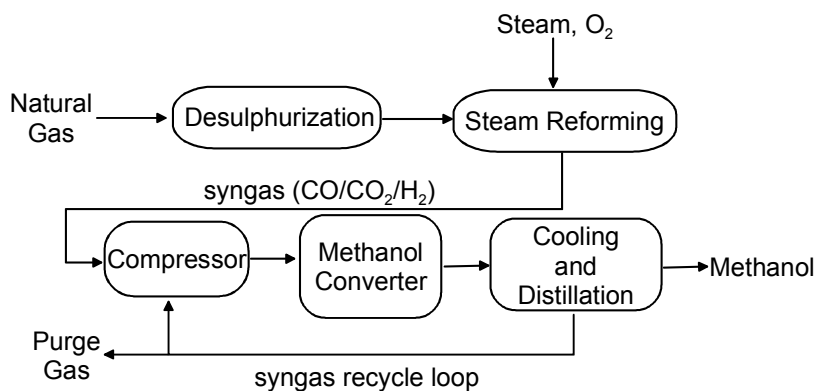 Steam, O₂
Natural
Gas
Desulphurization
Steam Reforming
syngas (CO/CO₂/H₂)
Compressor
Methanol
Converter
Cooling
and
Distillation
Methanol
Purge
Gas
syngas recycle loop